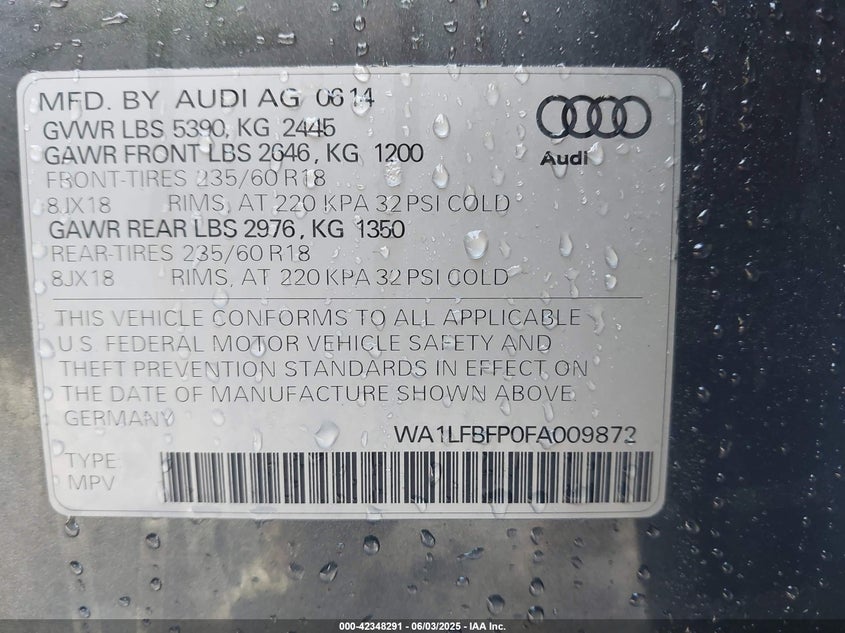 MFD. BY AUDI AG 0614
GVWR LBS 5390, KG 2445
GAWR FRONT LBS 2646, KG 1200
FRONT-TIRES 235/60 R18
8JX18 RIMS, AT 220 KPA 32 PSI COLD
GAWR REAR LBS 2976, KG 1350
REAR-TIRES 235/60 R18
8JX18 RIMS, AT 220 KPA 32 PSI COLD
Audi
THIS VEHICLE CONFORMS TO ALL APPLICABLE
U.S. FEDERAL MOTOR VEHICLE SAFETY AND
THEFT PREVENTION STANDARDS IN EFFECT ON
THE DATE OF MANUFACTURE SHOWN ABOVE.
GERMANY
WA1LFBFP0FA009872
TYPE:
MPV
000-42348291 - 06/03/2025 - IAA Inc.